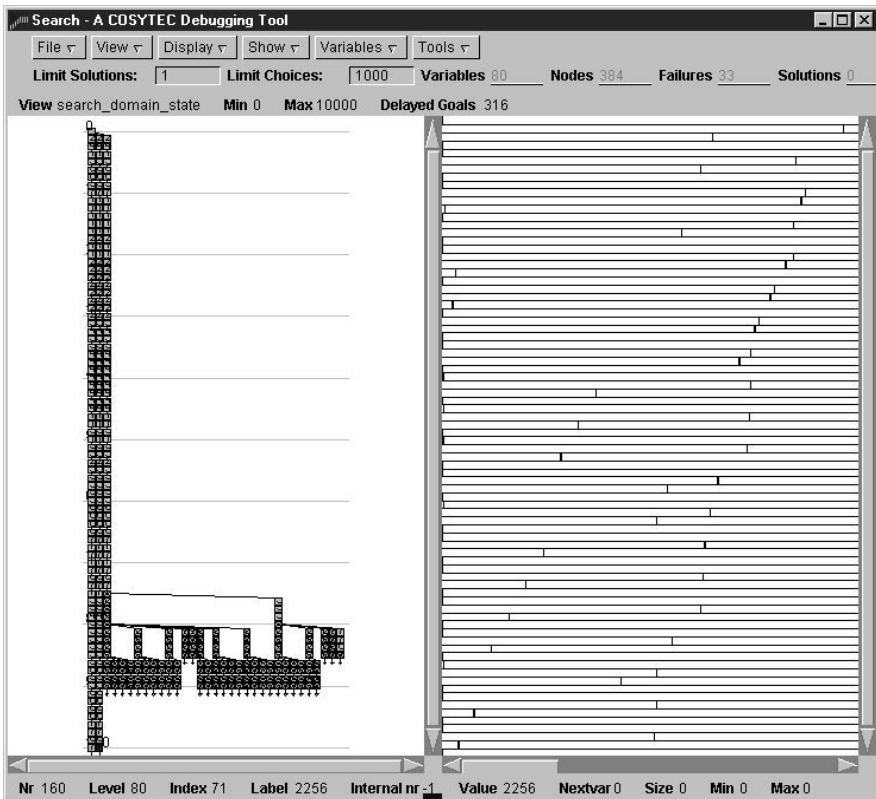 Search - A COSYTEC Debugging Tool
File View Display Show Variables Tools
Limit Solutions: 1 Limit Choices: 1000 Variables 80 Nodes 384 Failures 33 Solutions 0
View search_domain_state Min 0 Max 10000 Delayed Goals 316
Nr 160 Level 80 Index 71 Label 2256 Internal nr -1 Value 2256 Nextvar 0 Size 0 Min 0 Max 0